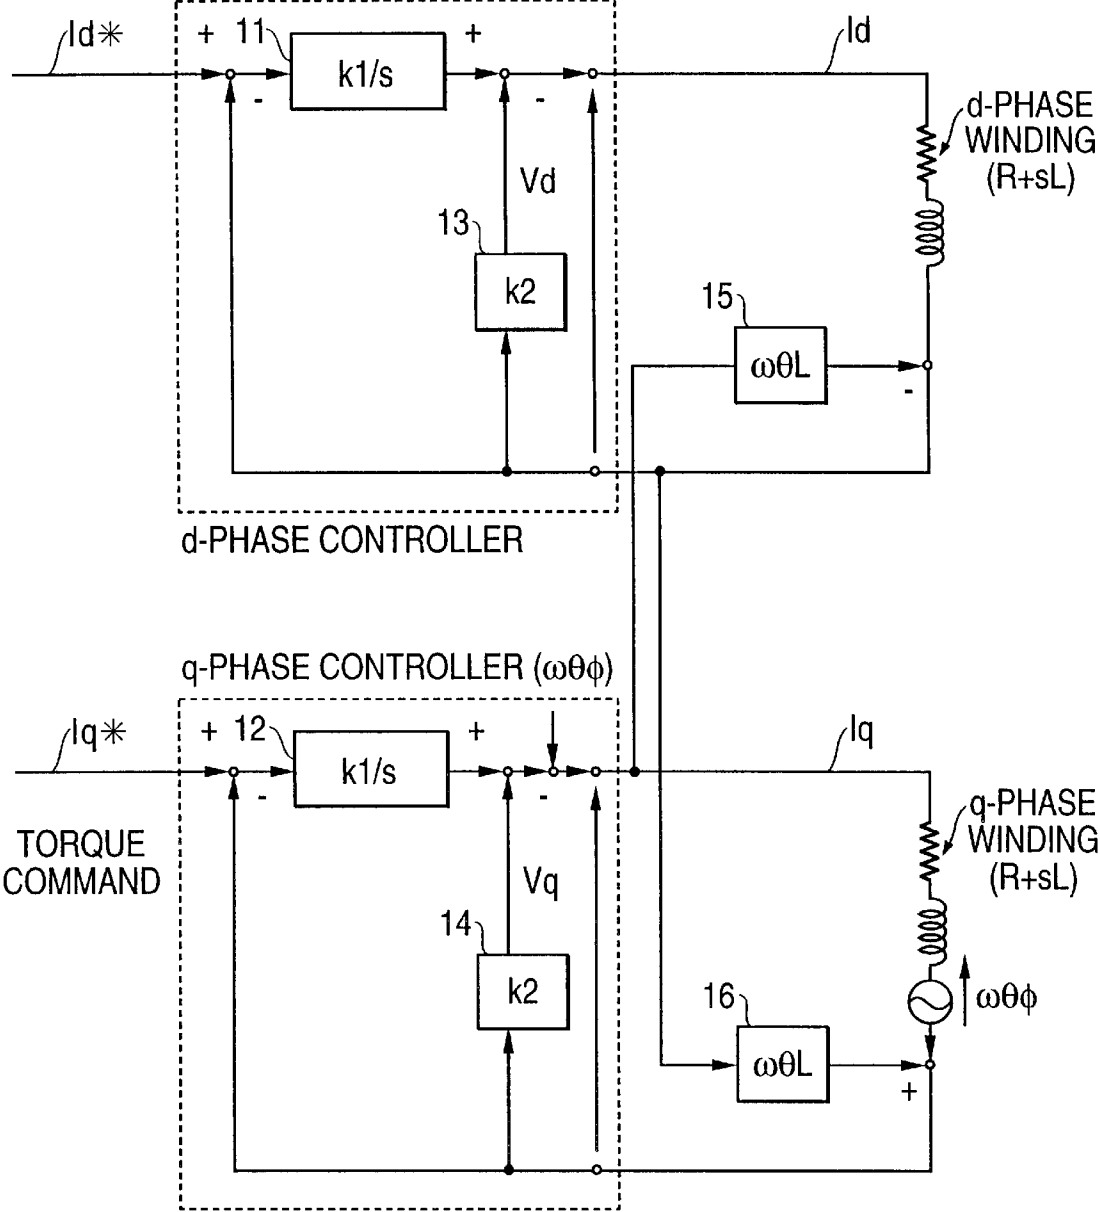 Id*
+
11
+
Id
k1/s
-
-
d-PHASE
WINDING
(R+sL)
Vd
13
k2
15
ωθL
-
d-PHASE CONTROLLER
q-PHASE CONTROLLER (ωθϕ)
Iq*
+
12
+
Iq
k1/s
-
-
q-PHASE
WINDING
(R+sL)
TORQUE
COMMAND
Vq
14
k2
16
ωθϕ
ωθL
+